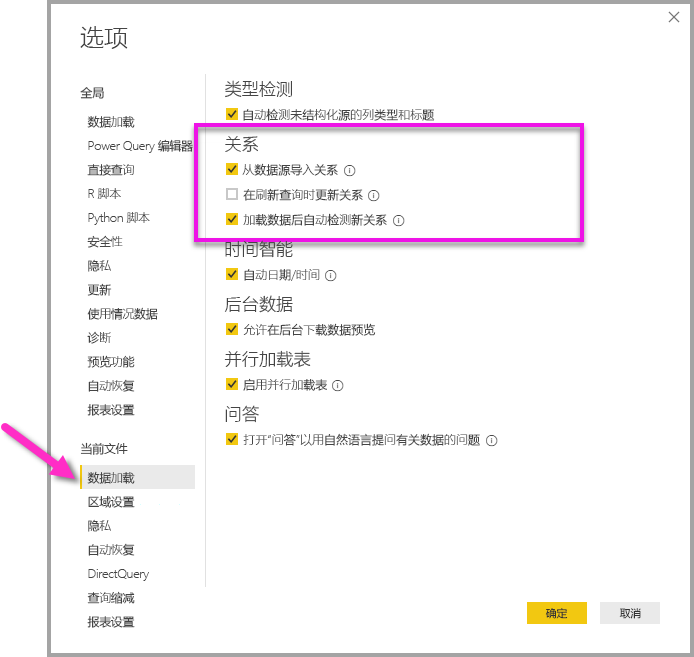 选项
全局
数据加载
Power Query 编辑器
直接查询
R 脚本
Python 脚本
安全性
隐私
更新
使用情况数据
诊断
预览功能
自动恢复
报表设置
当前文件
数据加载
区域设置
隐私
自动恢复
DirectQuery
查询缩减
报表设置
类型检测
自动检测未结构化源的列类型和标题
关系
从数据源导入关系
在刷新查询时更新关系
加载数据后自动检测新关系
时间智能
自动日期/时间
后台数据
允许在后台下载数据预览
并行加载表
启用并行加载表
问答
打开“问答”以用自然语言提问有关数据的问题
确定
取消